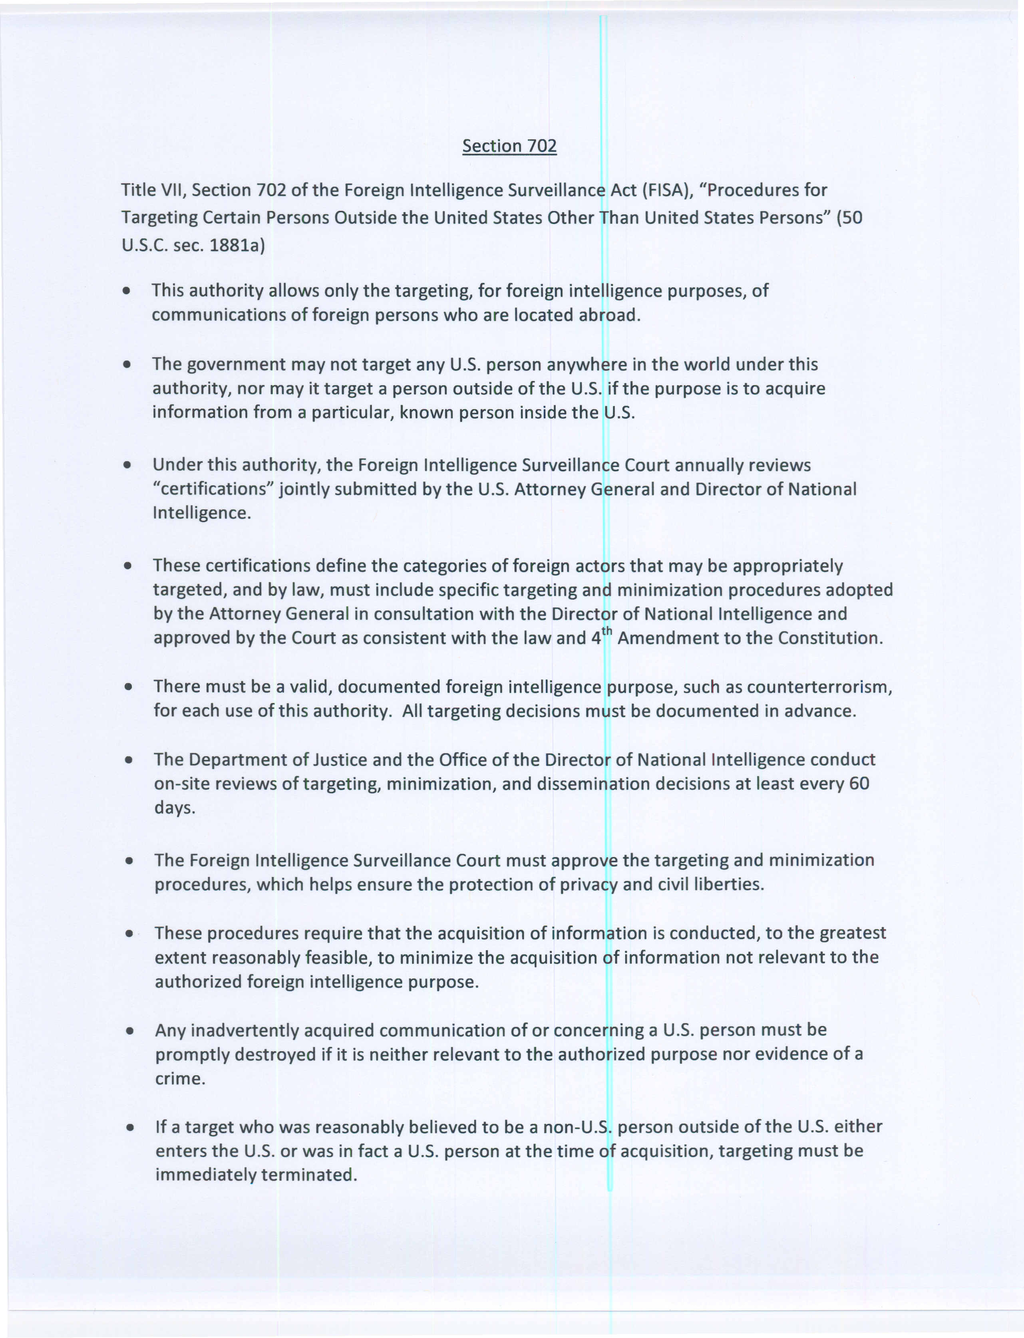 Section 702
Title VII, Section 702 of the Foreign Intelligence Surveillance Act (FISA), “Procedures for
Targeting Certain Persons Outside the United States Other Than United States Persons” (50
U.S.C. sec. 1881a)
• This authority allows only the targeting, for foreign intelligence purposes, of
communications of foreign persons who are located abroad.
• The government may not target any U.S. person anywhere in the world under this
authority, nor may it target a person outside of the U.S. if the purpose is to acquire
information from a particular, known person inside the U.S.
• Under this authority, the Foreign Intelligence Surveillance Court annually reviews
“certifications” jointly submitted by the U.S. Attorney General and Director of National
Intelligence.
• These certifications define the categories of foreign actors that may be appropriately
targeted, and by law, must include specific targeting and minimization procedures adopted
by the Attorney General in consultation with the Director of National Intelligence and
approved by the Court as consistent with the law and 4th Amendment to the Constitution.
• There must be a valid, documented foreign intelligence purpose, such as counterterrorism,
for each use of this authority. All targeting decisions must be documented in advance.
• The Department of Justice and the Office of the Director of National Intelligence conduct
on-site reviews of targeting, minimization, and dissemination decisions at least every 60
days.
• The Foreign Intelligence Surveillance Court must approve the targeting and minimization
procedures, which helps ensure the protection of privacy and civil liberties.
• These procedures require that the acquisition of information is conducted, to the greatest
extent reasonably feasible, to minimize the acquisition of information not relevant to the
authorized foreign intelligence purpose.
• Any inadvertently acquired communication of or concerning a U.S. person must be
promptly destroyed if it is neither relevant to the authorized purpose nor evidence of a
crime.
• If a target who was reasonably believed to be a non-U.S. person outside of the U.S. either
enters the U.S. or was in fact a U.S. person at the time of acquisition, targeting must be
immediately terminated.